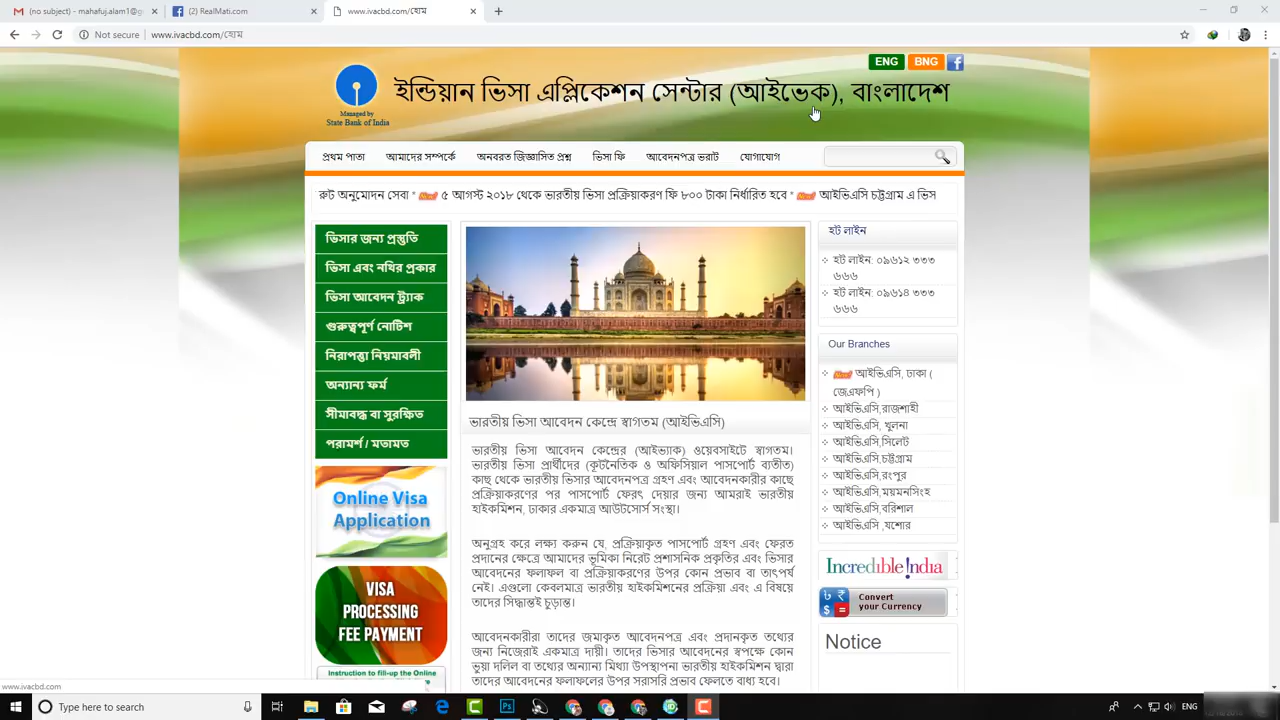 (no subject) - mahafuj.alam1@g
(2) RealMati.com
www.ivacbd.com/হোম
Not secure
www.ivacbd.com/হোম
ENG
BNG
Managed by
State Bank of India
ইন্ডিয়ান ভিসা এপ্লিকেশন সেন্টার (আইভেক), বাংলাদেশ
প্রথম পাতা
আমাদের সম্পর্কে
অনবরত জিজ্ঞাসিত প্রশ্ন
ভিসা ফি
আবেদনপত্র ভরাট
যোগাযোগ
রুট অনুমোদন সেবা * New! ৫ আগস্ট ২০১৮ থেকে ভারতীয় ভিসা প্রক্রিয়াকরণ ফি ৮০০ টাকা নির্ধারিত হবে * New! আইভিএসি চট্টগ্রাম এ ভিস
ভিসার জন্য প্রস্তুতি
ভিসা এবং নথির প্রকার
ভিসা আবেদন ট্র্যাক
গুরুত্বপূর্ণ নোটিশ
নিরাপত্তা নিয়মাবলী
অন্যান্য ফর্ম
সীমাবদ্ধ বা সুরক্ষিত
পরামর্শ / মতামত
Online Visa
Application
VISA
PROCESSING
FEE PAYMENT
Instruction to fill-up the Online
ভারতীয় ভিসা আবেদন কেন্দ্রে স্বাগতম (আইভিএসি)
ভারতীয় ভিসা আবেদন কেন্দ্রের (আইভ্যাক) ওয়েবসাইটে স্বাগতম।
ভারতীয় ভিসা প্রার্থীদের (কূটনৈতিক ও অফিসিয়াল পাসপোর্ট ব্যতীত)
কাছ থেকে ভারতীয় ভিসার আবেদনপত্র গ্রহণ এবং আবেদনকারীর কাছে
প্রক্রিয়াকরণের পর পাসপোর্ট ফেরৎ দেয়ার জন্য আমরাই ভারতীয়
হাইকমিশন, ঢাকার একমাত্র আউটসোর্স সংস্থা।
অনুগ্রহ করে লক্ষ্য করুন যে, প্রক্রিয়াকৃত পাসপোর্ট গ্রহণ এবং ফেরত
প্রদানের ক্ষেত্রে আমাদের ভূমিকা নিরেট প্রশাসনিক প্রকৃতির এবং ভিসার
আবেদনের ফলাফল বা প্রক্রিয়াকরণের উপর কোন প্রভাব বা তাৎপর্য
নেই। এগুলো কেবলমাত্র ভারতীয় হাইকমিশনের প্রক্রিয়া এবং এ বিষয়ে
তাদের সিদ্ধান্তই চূড়ান্ত।
আবেদনকারীরা তাদের জমাকৃত আবেদনপত্র এবং প্রদানকৃত তথ্যের
জন্য নিজেরাই একমাত্র দায়ী। তাদের ভিসার আবেদনের স্বপক্ষে কোন
ভুয়া দলিল বা তথ্যের অন্যান্য মিথ্যা উপস্থাপনা ভারতীয় হাইকমিশন দ্বারা
তাদের আবেদনের ফলাফলের উপর সরাসরি প্রভাব ফেলতে বাধ্য হবে।
হট লাইন
হট লাইন: ০৯৬১২ ৩৩৩
৬৬৬
হট লাইন: ০৯৬১৪ ৩৩৩
৬৬৬
Our Branches
New! আইভিএসি, ঢাকা (
জেএফপি )
আইভিএসি,রাজশাহী
আইভিএসি, খুলনা
আইভিএসি,সিলেট
আইভিএসি,চট্টগ্রাম
আইভিএসি,রংপুর
আইভিএসি,ময়মনসিংহ
আইভিএসি,বরিশাল
আইভিএসি ,যশোর
Incredible !ndia
Convert
your Currency
Notice
www.ivacbd.com
Type here to search
ENG